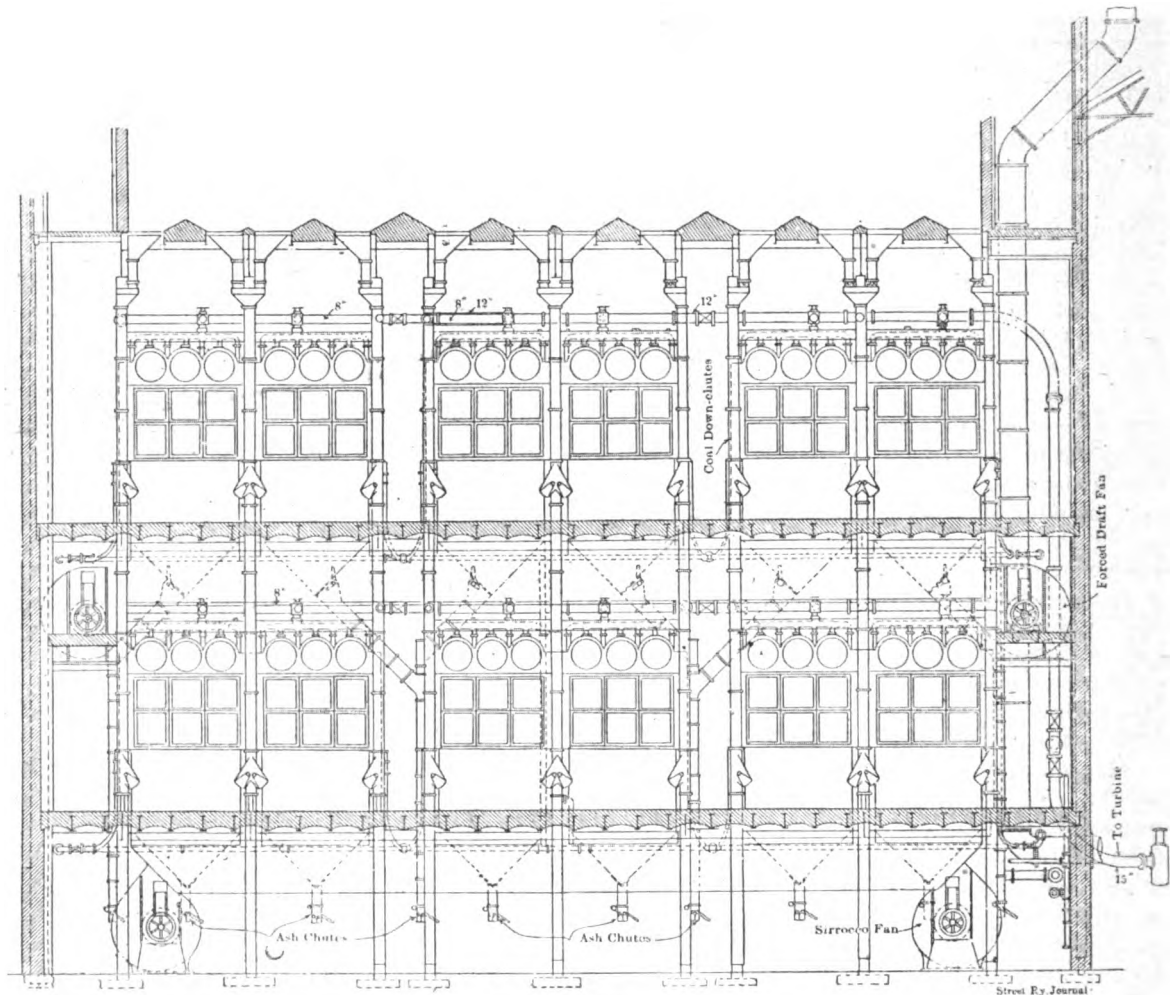 8"
8" 12"
12"
Coal Down-chutes
Forced Draft Fan
8
To Turbine
15"
Ash Chutes
Ash Chutes
Sirrocco Fan
Street Ry. Journal